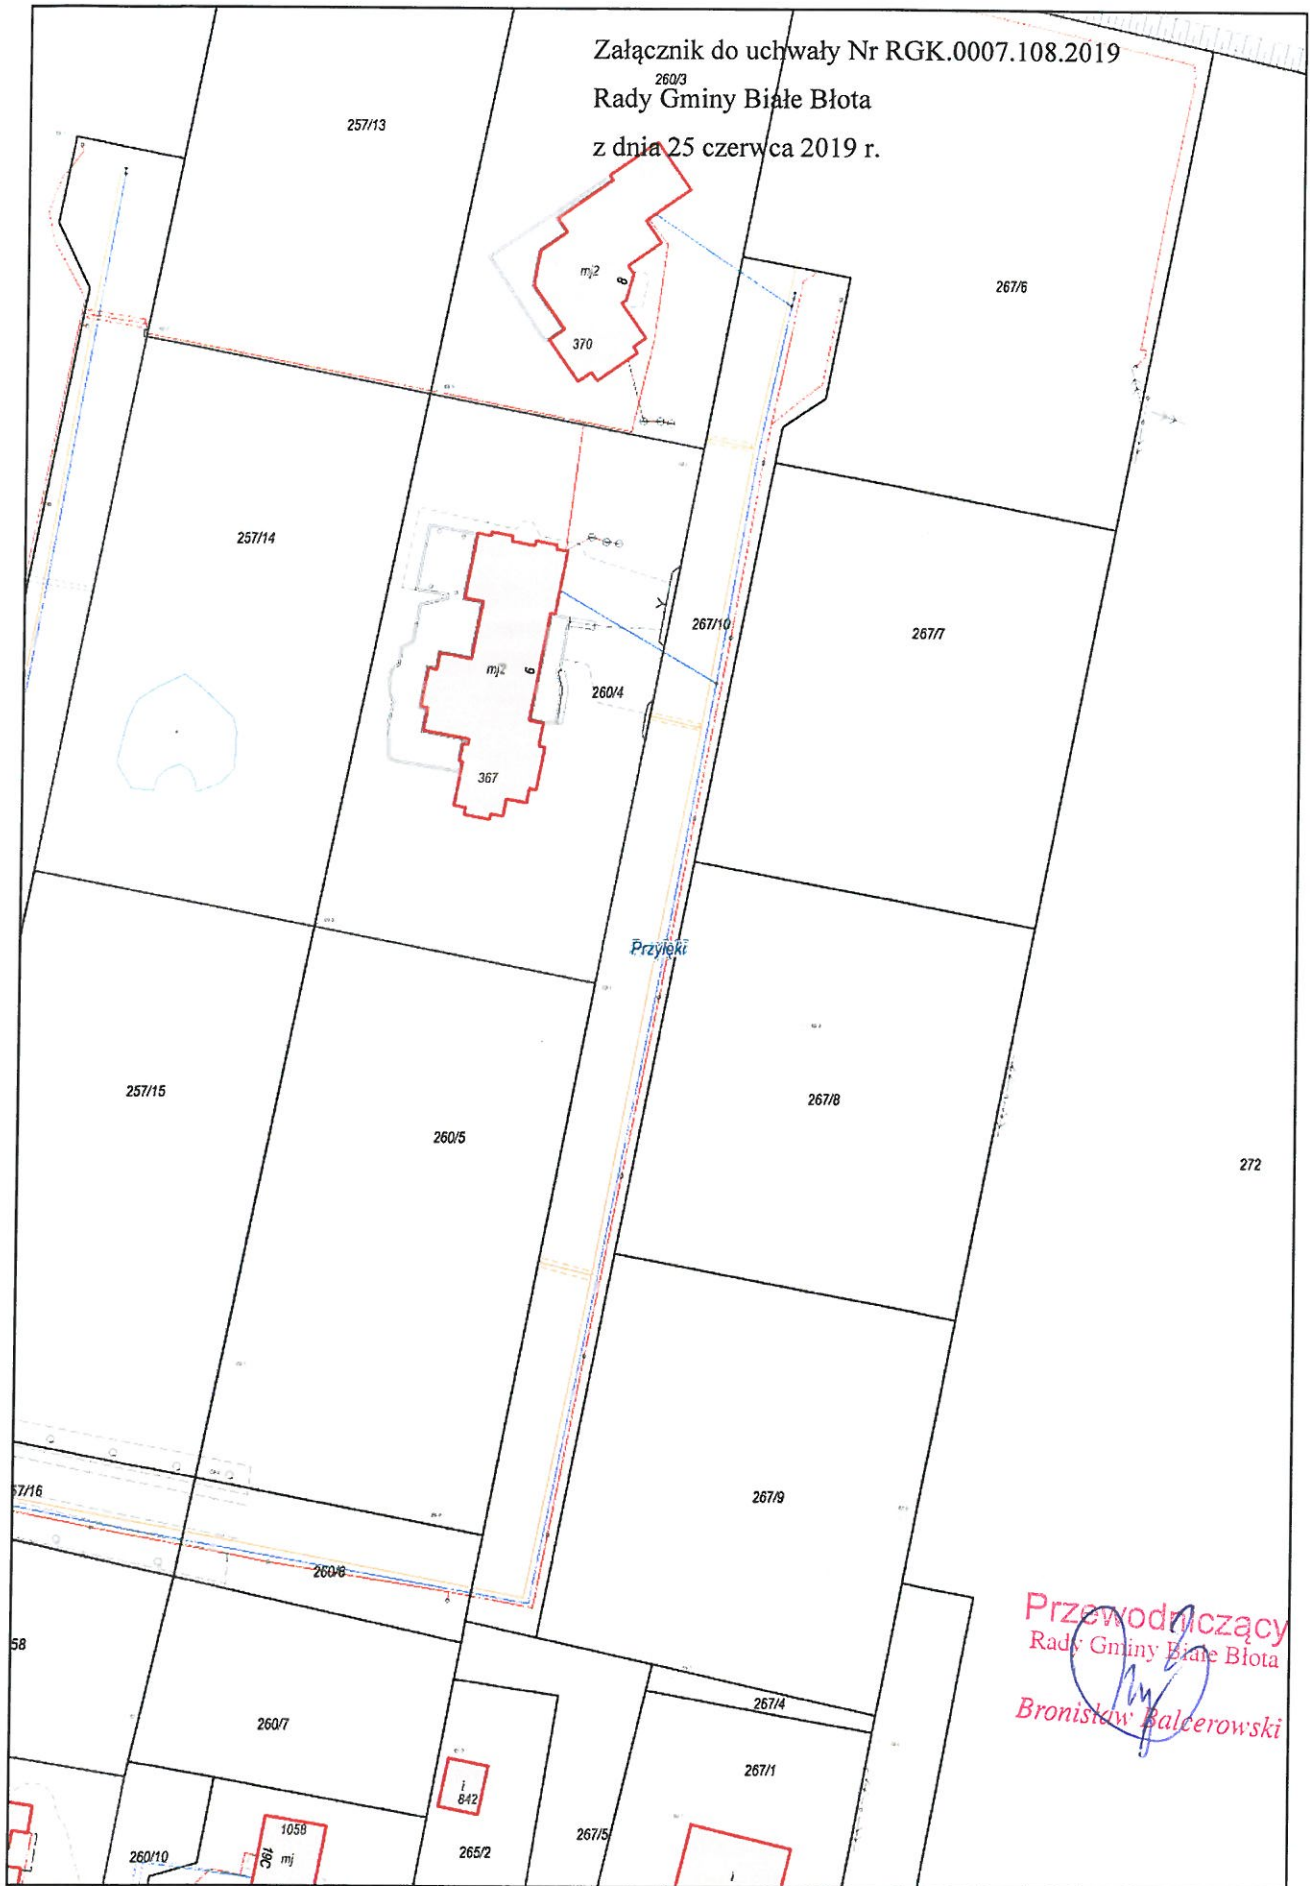 Załącznik do uchwały Nr RGK.0007.108.2019
260/3
Rady Gminy Białe Błota
z dnia 25 czerwca 2019 r.
257/13
mj2
8
370
267/6
257/14
267/10
267/7
mj2
6
260/4
367
Przyłęki
257/15
260/5
267/8
272
57/16
267/9
260/6
58
Przewodniczący
Rady Gminy Białe Błota
Bronisław Balcerowski
267/4
260/7
267/1
i
842
1058
mj
19C
267/5
265/2
260/10
i